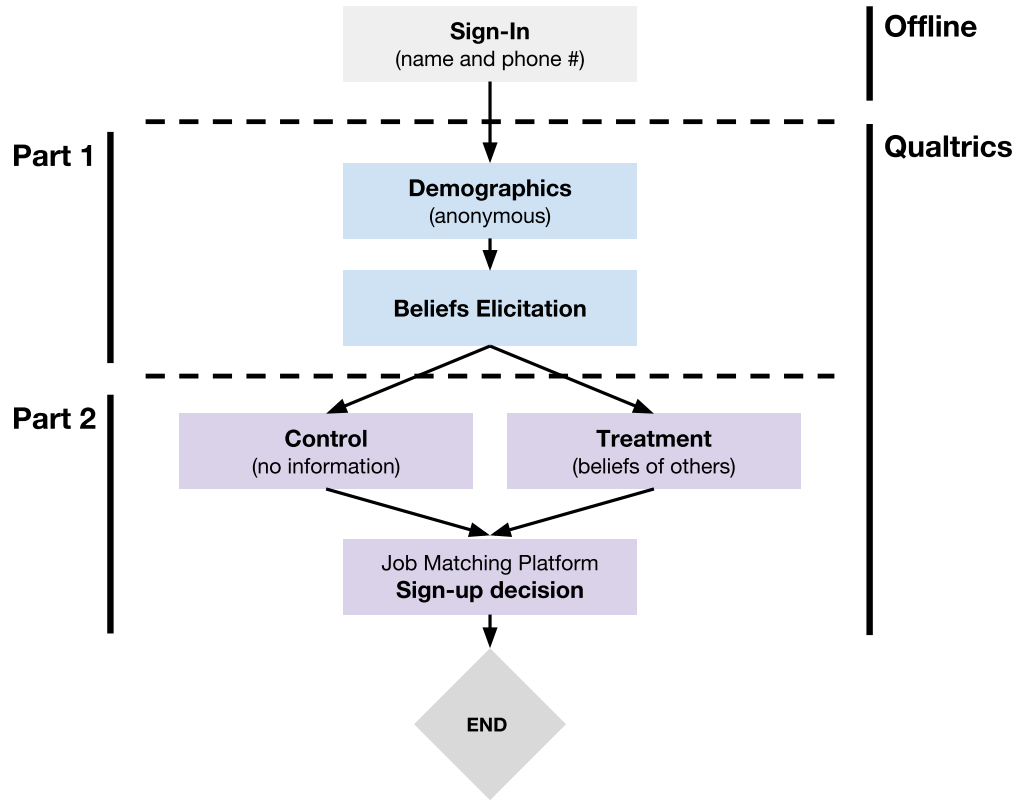 Sign-In
(name and phone #)
Offline
Part 1
Qualtrics
Demographics
(anonymous)
Beliefs Elicitation
Part 2
Control
(no information)
Treatment
(beliefs of others)
Job Matching Platform
Sign-up decision
END